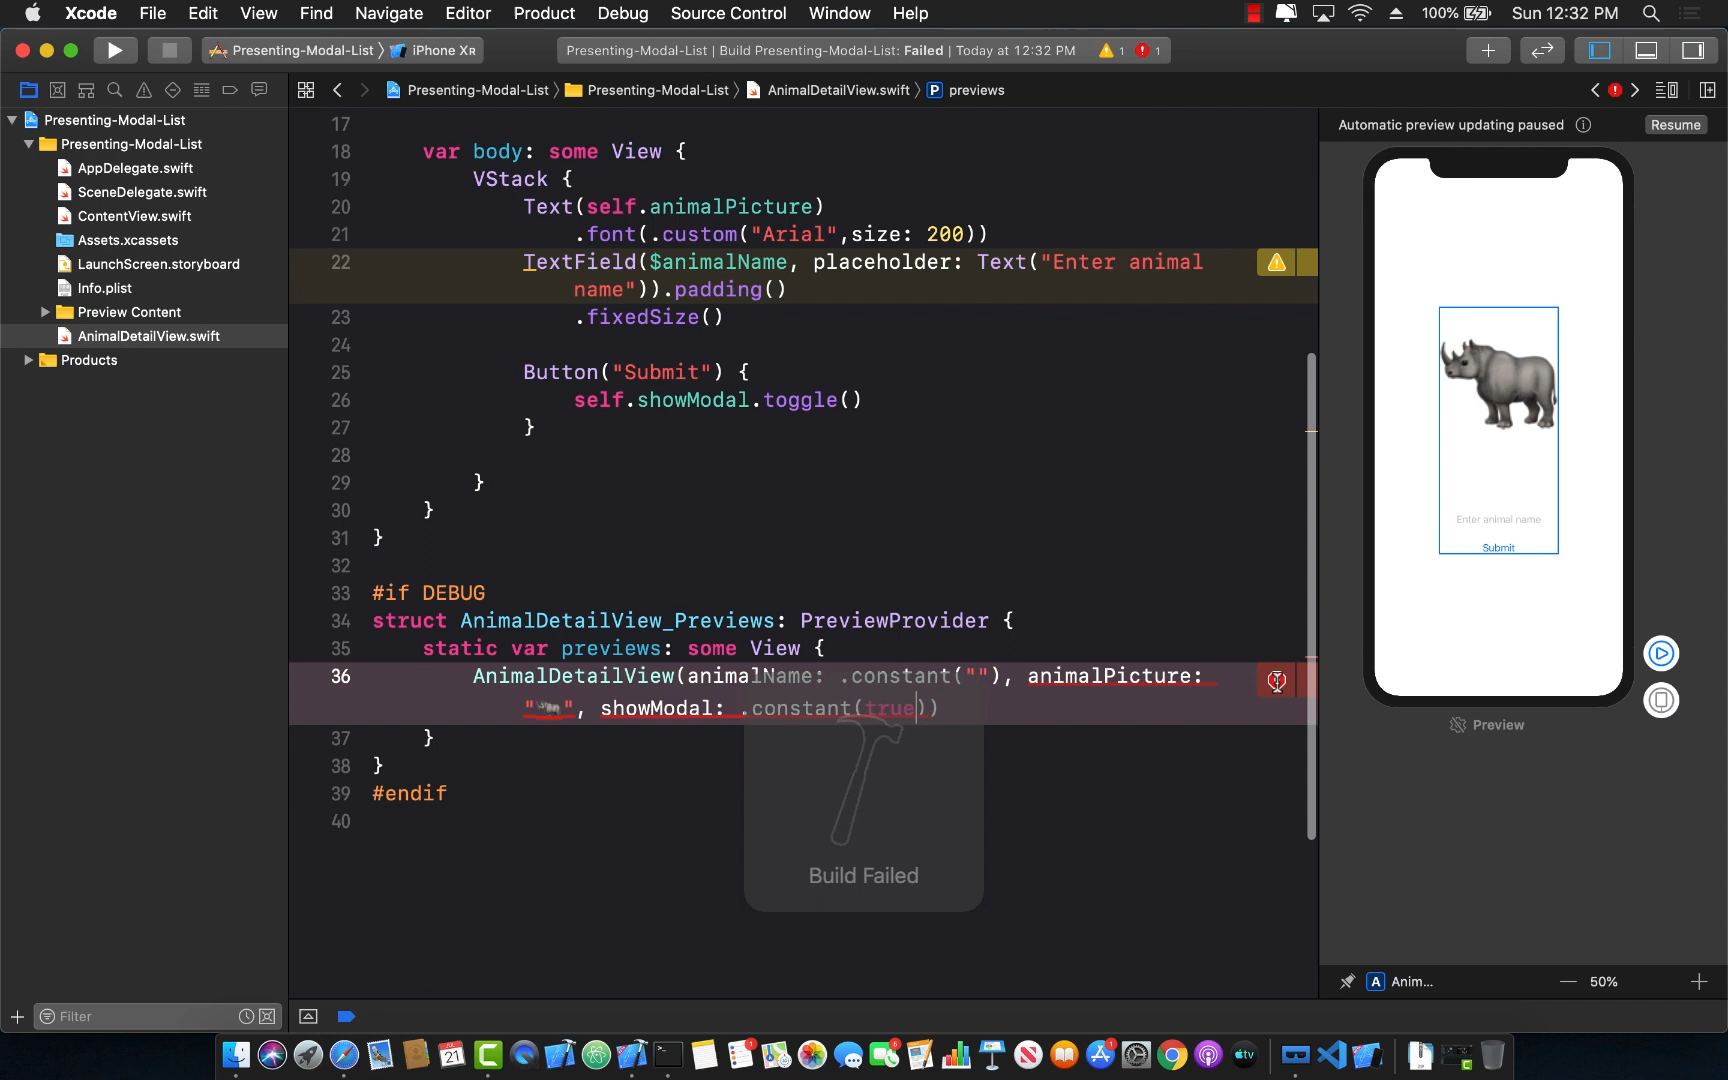 Xcode File Edit View Find Navigate Editor Product Debug Source Control Window Help 100% Sun 12:32 PM
Presenting-Modal-List iPhone XR Presenting-Modal-List | Build Presenting-Modal-List: Failed | Today at 12:32 PM 1 1
Presenting-Modal-List Presenting-Modal-List AnimalDetailView.swift P previews
Presenting-Modal-List
Presenting-Modal-List
AppDelegate.swift
SceneDelegate.swift
ContentView.swift
Assets.xcassets
LaunchScreen.storyboard
Info.plist
Preview Content
AnimalDetailView.swift
Products
Filter
17
18 var body: some View {
19 VStack {
20 Text(self.animalPicture)
21 .font(.custom("Arial",size: 200))
22 TextField($animalName, placeholder: Text("Enter animal
name")).padding()
23 .fixedSize()
24
25 Button("Submit") {
26 self.showModal.toggle()
27 }
28
29 }
30 }
31 }
32
33 #if DEBUG
34 struct AnimalDetailView_Previews: PreviewProvider {
35 static var previews: some View {
36 AnimalDetailView(animalName: .constant(""), animalPicture:
"🦏", showModal: .constant(true))
37 }
38 }
39 #endif
40
Build Failed
Automatic preview updating paused Resume
Enter animal name
Submit
Preview
A Anim... 50%
JUL
21
1
5
1
tv